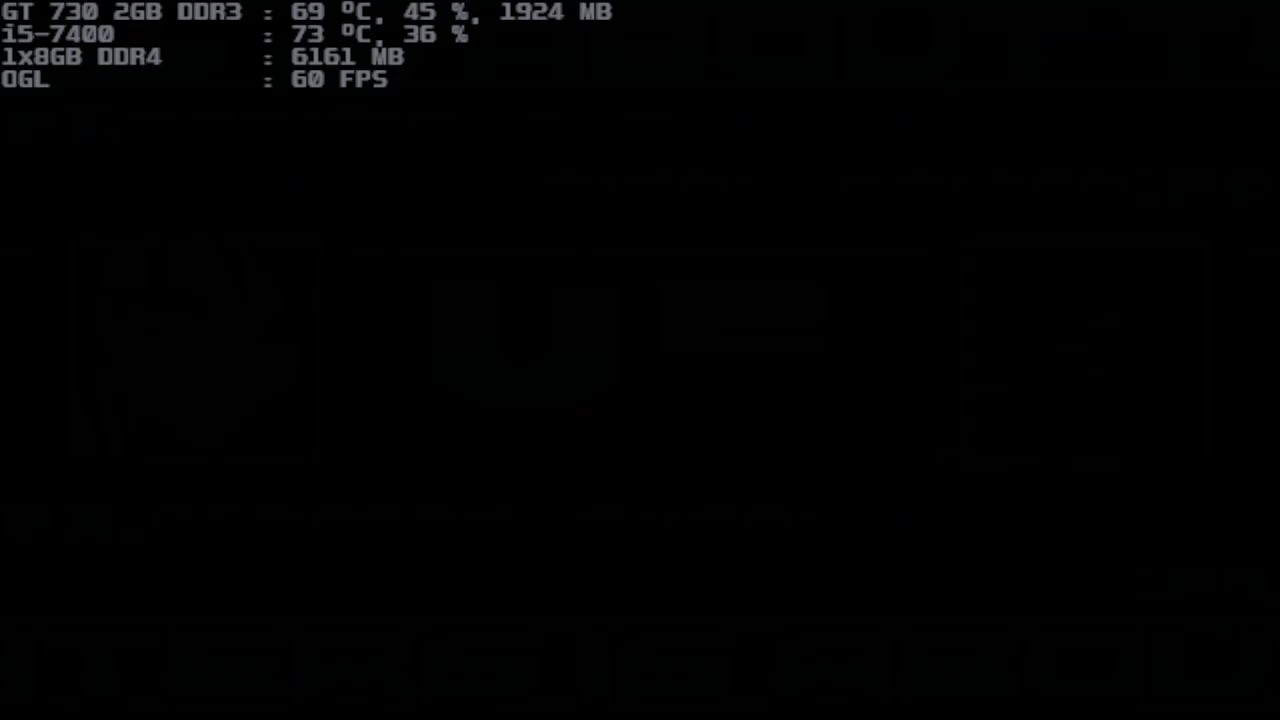 GT 730 2GB DDR3 : 69 ºC, 45 %, 1924 MB
i5-7400 : 73 ºC, 36 %
1x8GB DDR4 : 6161 MB
OGL : 60 FPS